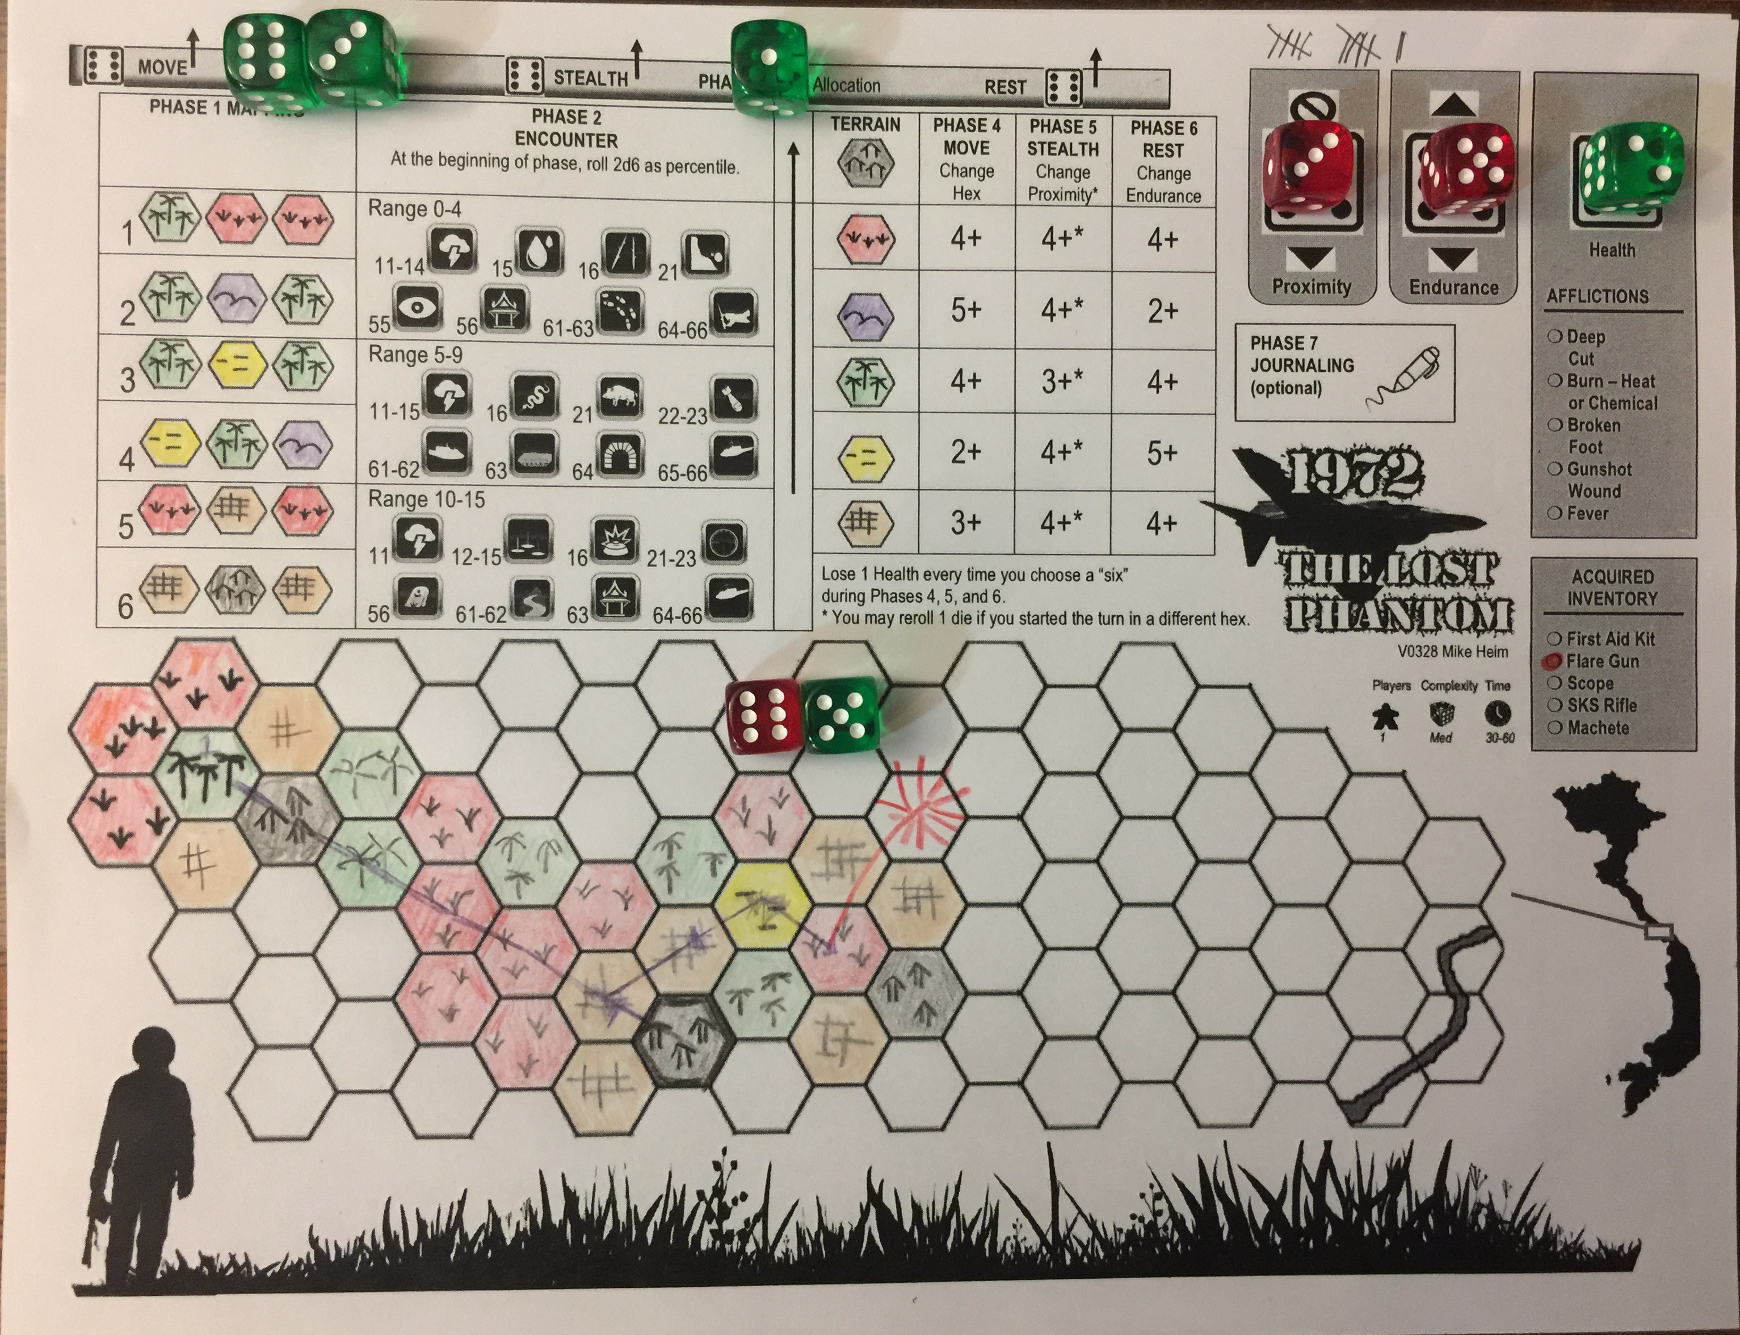 MOVE
STEALTH
PHA
Allocation
REST
PHASE 1
PHASE 2
ENCOUNTER
At the beginning of phase, roll 2d6 as percentile.
TERRAIN
PHASE 4
MOVE
Change
Hex
PHASE 5
STEALTH
Change
Proximity*
PHASE 6
REST
Change
Endurance
1
2
3
4
5
6
Range 0-4
11-14
15
16
21
55
56
61-63
64-66
Range 5-9
11-15
16
21
22-23
61-62
63
64
65-66
Range 10-15
11
12-15
16
21-23
56
61-62
63
64-66
4+ 4+* 4+
5+ 4+* 2+
4+ 3+* 4+
2+ 4+* 5+
3+ 4+* 4+
Lose 1 Health every time you choose a “six”
during Phases 4, 5, and 6.
* You may reroll 1 die if you started the turn in a different hex.
Proximity
Endurance
Health
PHASE 7
JOURNALING
(optional)
AFFLICTIONS
Deep
Cut
Burn – Heat
or Chemical
Broken
Foot
Gunshot
Wound
Fever
1972
THE LOST
PHANTOM
V0328 Mike Heim
Players Complexity Time
1 Med 30-60
ACQUIRED
INVENTORY
First Aid Kit
Flare Gun
Scope
SKS Rifle
Machete